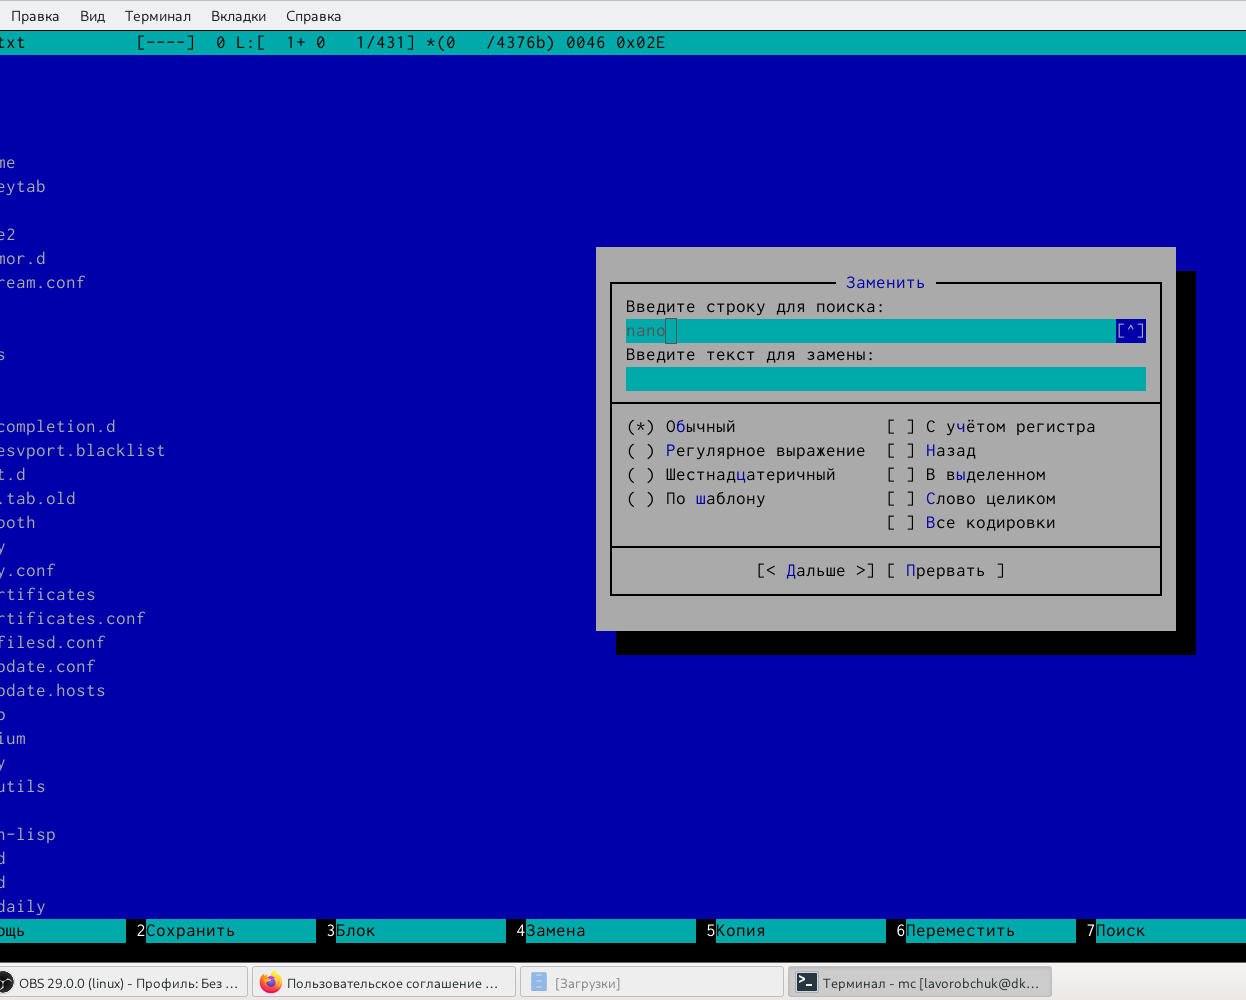 Правка Вид Терминал Вкладки Справка
txt [----] 0 L:[ 1+ 0 1/431] *(0 /4376b) 0046 0x02E
me
eytab
e2
mor.d
ream.conf
Заменить
Введите строку для поиска:
nano [^]
s
Введите текст для замены:
completion.d
(*) Обычный [ ] С учётом регистра
esvport.blacklist
( ) Регулярное выражение [ ] Назад
t.d
( ) Шестнадцатеричный [ ] В выделенном
.tab.old
( ) По шаблону [ ] Слово целиком
ooth
[ ] Все кодировки
y
y.conf
[< Дальше >] [ Прервать ]
rtificates
rtificates.conf
filesd.conf
pdate.conf
pdate.hosts
p
ium
y
utils
n-lisp
d
d
daily
ощь 2Сохранить 3Блок 4Замена 5Копия 6Переместить 7Поиск
OBS 29.0.0 (linux) - Профиль: Без ... Пользовательское соглашение ... [Загрузки] Терминал - mc [lavorobchuk@dk...